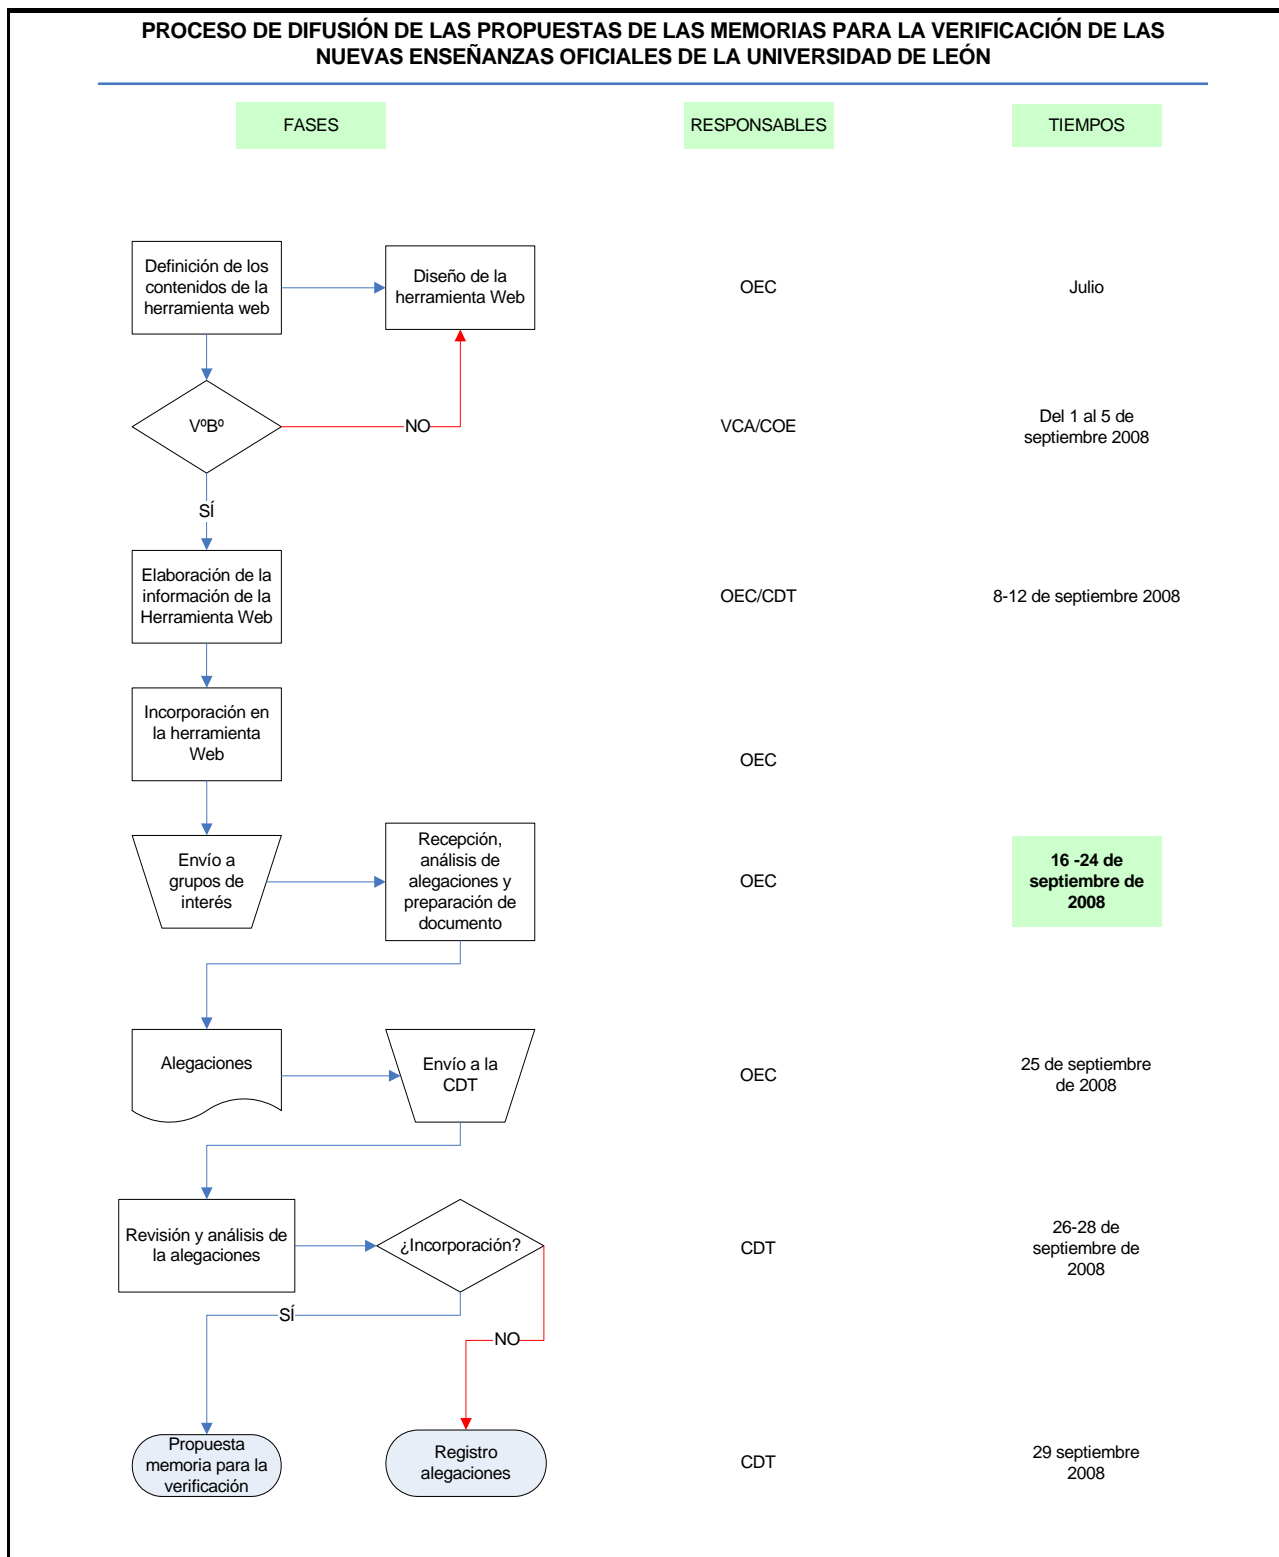 PROCESO DE DIFUSIÓN DE LAS PROPUESTAS DE LAS MEMORIAS PARA LA VERIFICACIÓN DE LAS
NUEVAS ENSEÑANZAS OFICIALES DE LA UNIVERSIDAD DE LEÓN
FASES
RESPONSABLES
TIEMPOS
Definición de los
contenidos de la
herramienta web
Diseño de la
herramienta Web
OEC
Julio
VºBº
NO
VCA/COE
Del 1 al 5 de
septiembre 2008
SÍ
Elaboración de la
información de la
Herramienta Web
OEC/CDT
8-12 de septiembre 2008
Incorporación en
la herramienta
Web
OEC
Envío a
grupos de
interés
Recepción,
análisis de
alegaciones y
preparación de
documento
OEC
16 -24 de
septiembre de
2008
Alegaciones
Envío a la
CDT
OEC
25 de septiembre
de 2008
Revisión y análisis de
la alegaciones
¿Incorporación?
CDT
26-28 de
septiembre de
2008
SÍ
NO
Propuesta
memoria para la
verificación
Registro
alegaciones
CDT
29 septiembre
2008